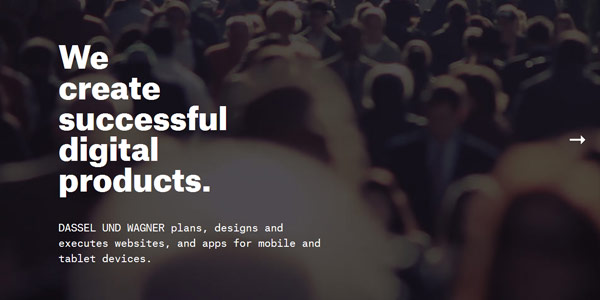 We
create
successful
digital
products.
DASSEL UND WAGNER plans, designs and
executes websites, and apps for mobile and
tablet devices.